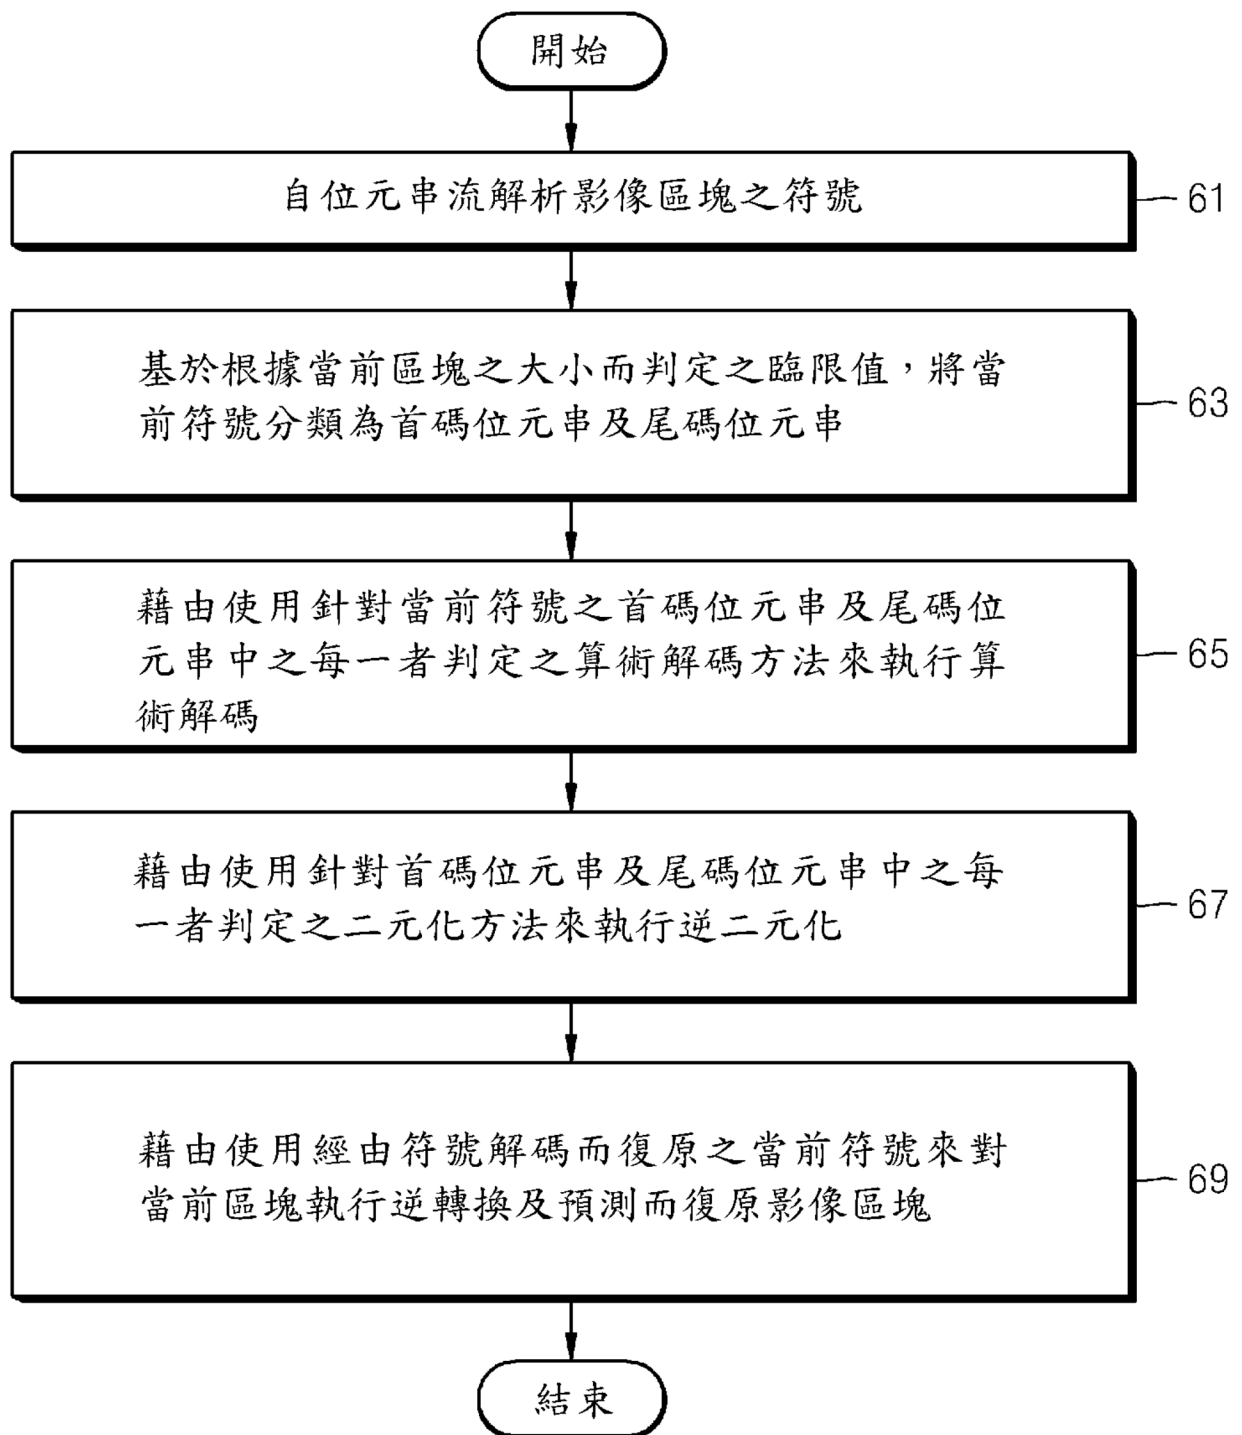 開始
自位元串流解析影像區塊之符號
61
基於根據當前區塊之大小而判定之臨限值，將當
前符號分類為首碼位元串及尾碼位元串
63
藉由使用針對當前符號之首碼位元串及尾碼位
元串中之每一者判定之算術解碼方法來執行算
術解碼
65
藉由使用針對首碼位元串及尾碼位元串中之每
一者判定之二元化方法來執行逆二元化
67
藉由使用經由符號解碼而復原之當前符號來對
當前區塊執行逆轉換及預測而復原影像區塊
69
結束